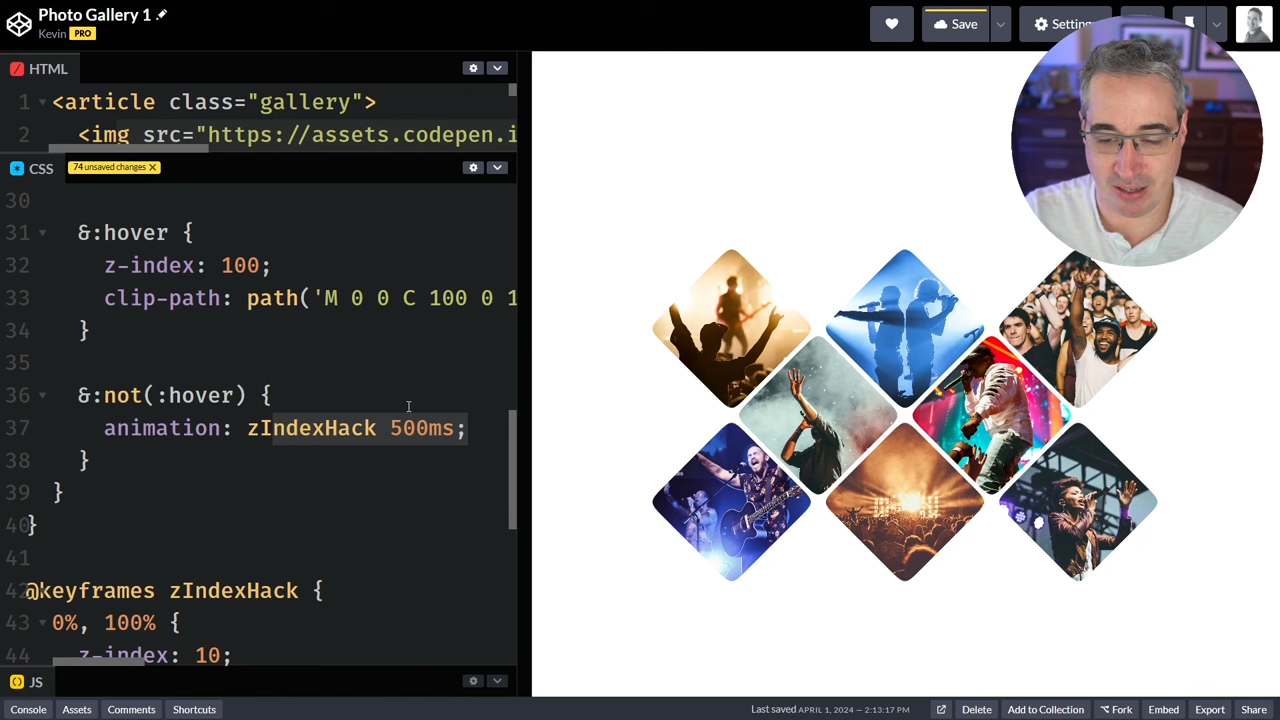 Photo Gallery 1
Kevin PRO
Save
Settin
HTML
1 <article class="gallery">
2 <img src="https://assets.codepen.i
CSS
74 unsaved changes X
30
31 &:hover {
32 z-index: 100;
33 clip-path: path('M 0 0 C 100 0 1
34 }
35
36 &:not(:hover) {
37 animation: zIndexHack 500ms;
38 }
39 }
40 }
41
42 @keyframes zIndexHack {
43 0%, 100% {
44 z-index: 10;
JS
Console Assets Comments Shortcuts Last saved APRIL 1, 2024 — 2:13:17 PM Delete Add to Collection Fork Embed Export Share